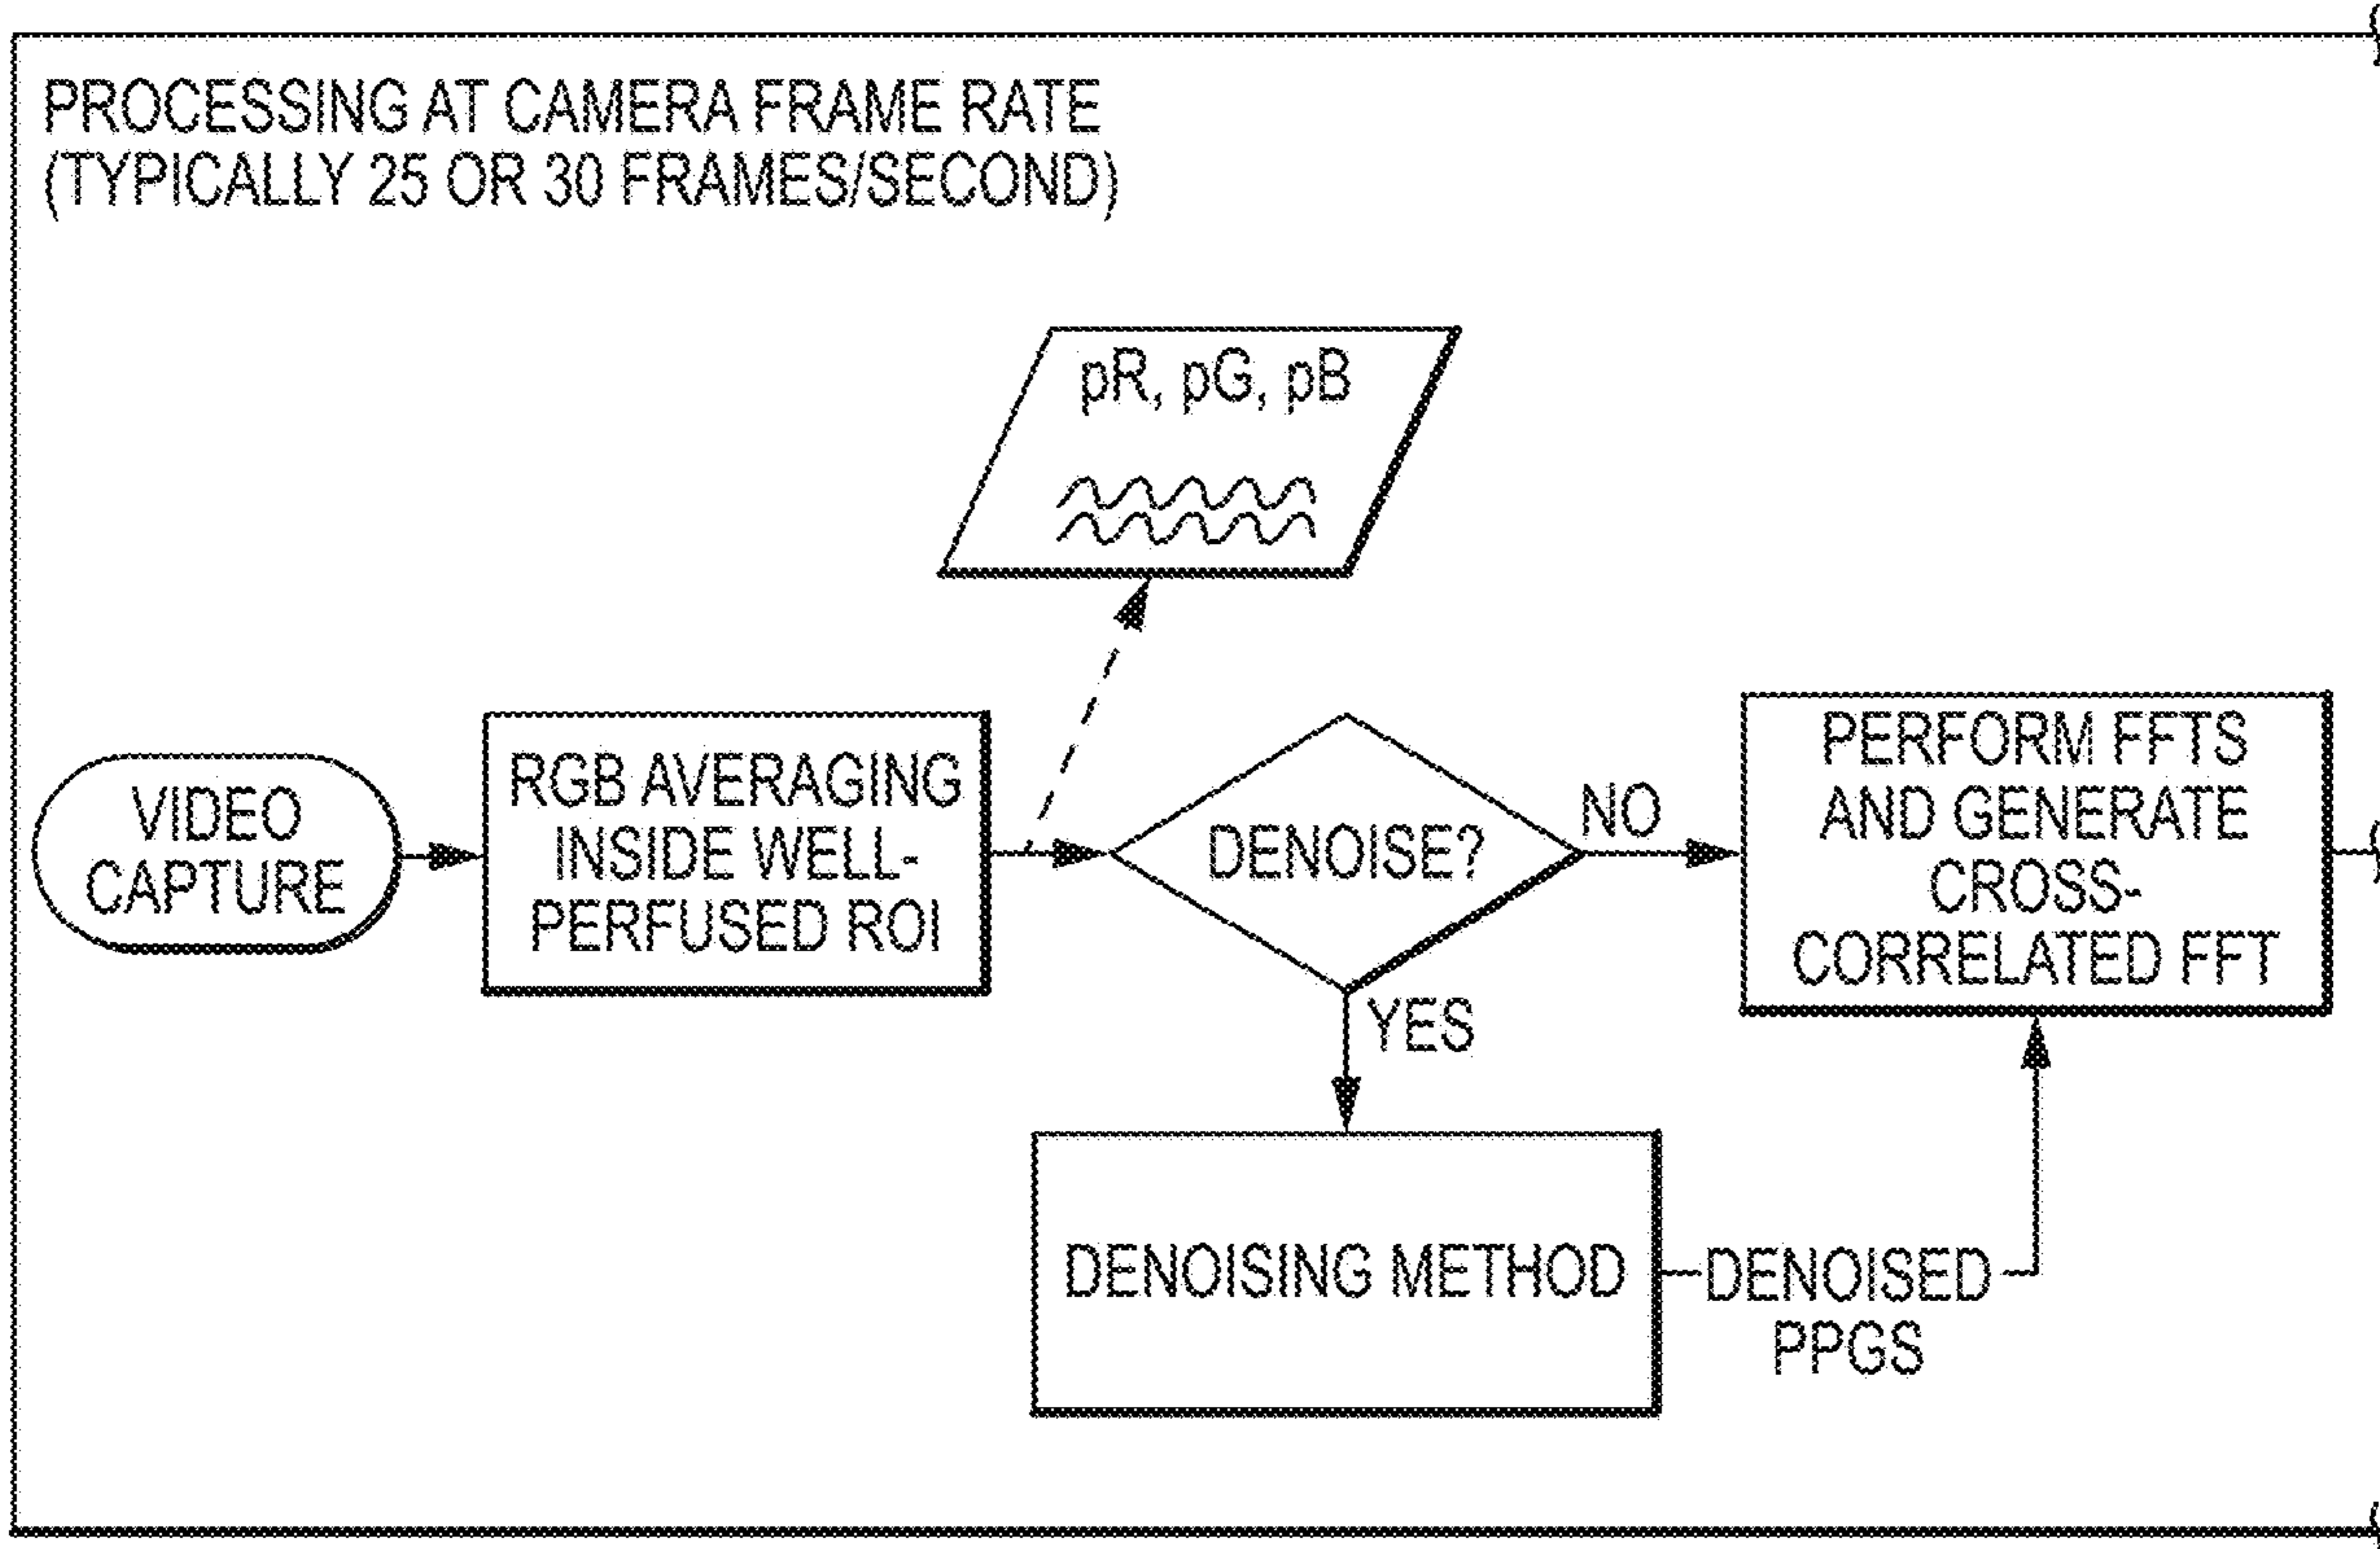 PROCESSING AT CAMERA FRAME RATE
(TYPICALLY 25 OR 30 FRAMES/SECOND)
pR, pG, pB
VIDEO
CAPTURE
RGB AVERAGING
INSIDE WELL-
PERFUSED ROI
DENOISE?
NO
YES
PERFORM FFTS
AND GENERATE
CROSS-
CORRELATED FFT
DENOISING METHOD
DENOISED
PPGS